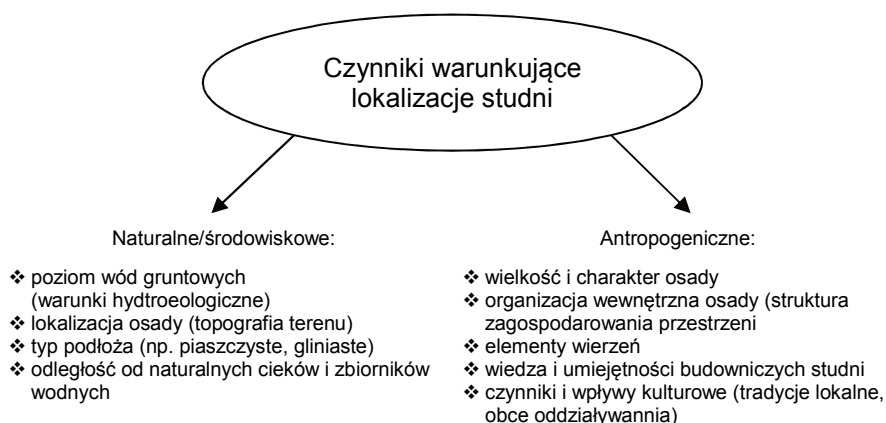 Czynniki warunkujące
lokalizacje studni
Naturalne/środowiskowe:
❖ poziom wód gruntowych
(warunki hydtroeologiczne)
❖ lokalizacja osady (topografia terenu)
❖ typ podłoża (np. piaszczyste, gliniaste)
❖ odległość od naturalnych cieków i zbiorników
wodnych
Antropogeniczne:
❖ wielkość i charakter osady
❖ organizacja wewnętrzna osady (struktura
zagospodarowania przestrzeni
❖ elementy wierzeń
❖ wiedza i umiejętności budowniczych studni
❖ czynniki i wpływy kulturowe (tradycje lokalne,
obce oddziaływannia)